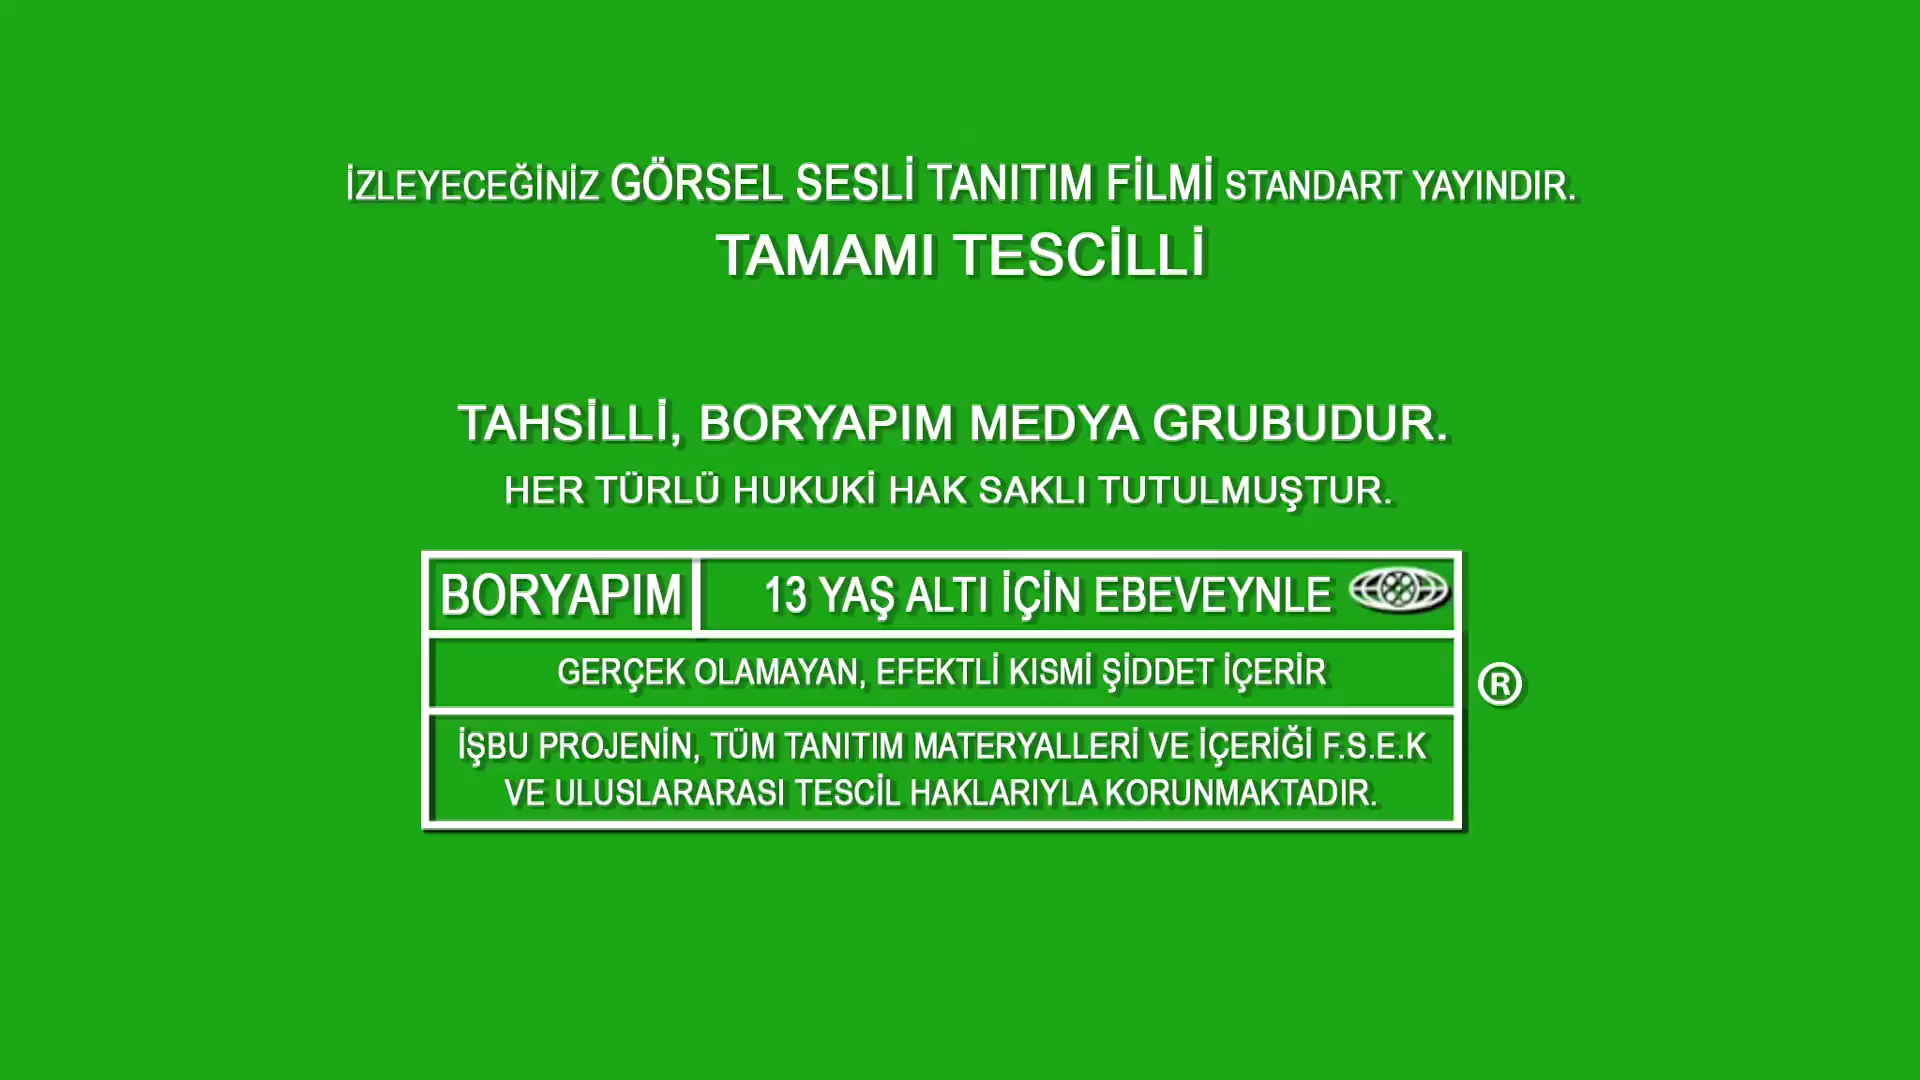 İZLEYECEĞİNİZ GÖRSEL SESLİ TANITIM FİLMİ STANDART YAYINDIR.
TAMAMI TESCİLLİ
TAHSİLLİ, BORYAPIM MEDYA GRUBUDUR.
HER TÜRLÜ HUKUKİ HAK SAKLI TUTULMUŞTUR.
BORYAPIM 13 YAŞ ALTI İÇİN EBEVEYNLE
GERÇEK OLAMAYAN, EFEKTLİ KISMİ ŞİDDET İÇERİR
®
İŞBU PROJENİN, TÜM TANITIM MATERYALLERİ VE İÇERİĞİ F.S.E.K
VE ULUSLARARASI TESCİL HAKLARIYLA KORUNMAKTADIR.